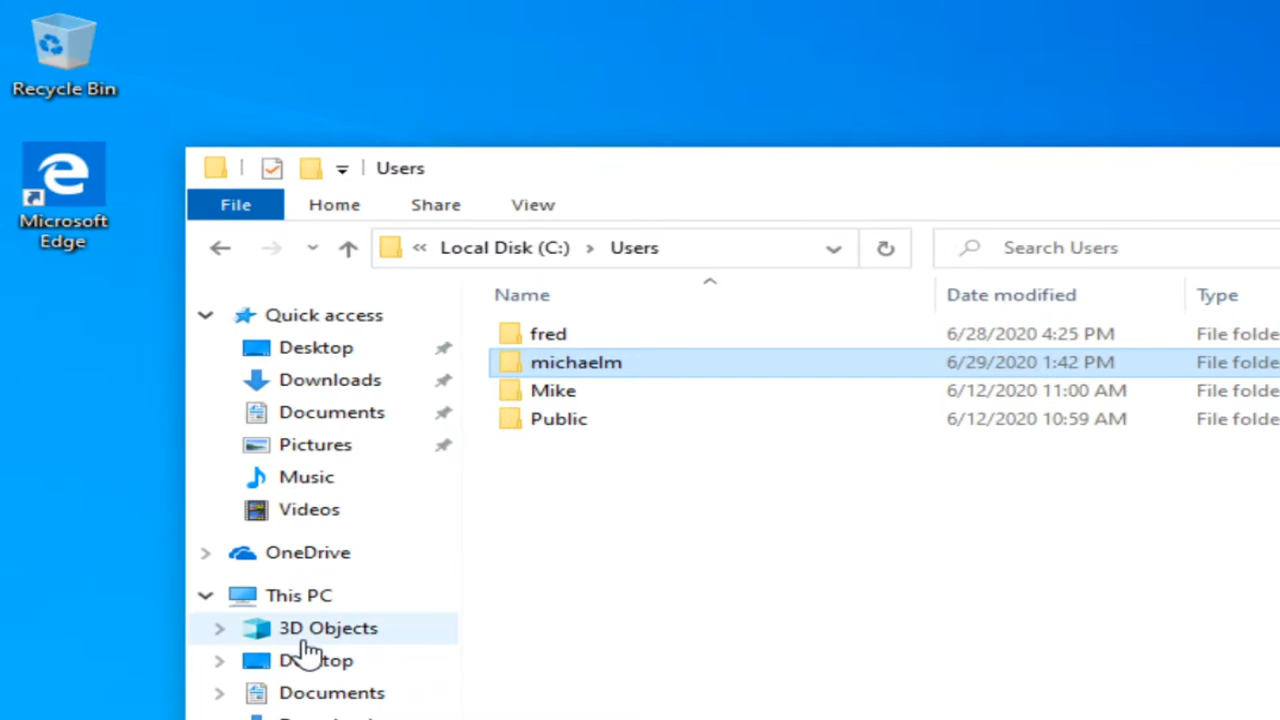 Recycle Bin
Microsoft
Edge
Users
File Home Share View
« Local Disk (C:) › Users
Search Users
Name Date modified Type
Quick access
Desktop
Downloads
Documents
Pictures
Music
Videos
OneDrive
This PC
3D Objects
Desktop
Documents
fred 6/28/2020 4:25 PM File folde
michaelm 6/29/2020 1:42 PM File folde
Mike 6/12/2020 11:00 AM File folde
Public 6/12/2020 10:59 AM File folde